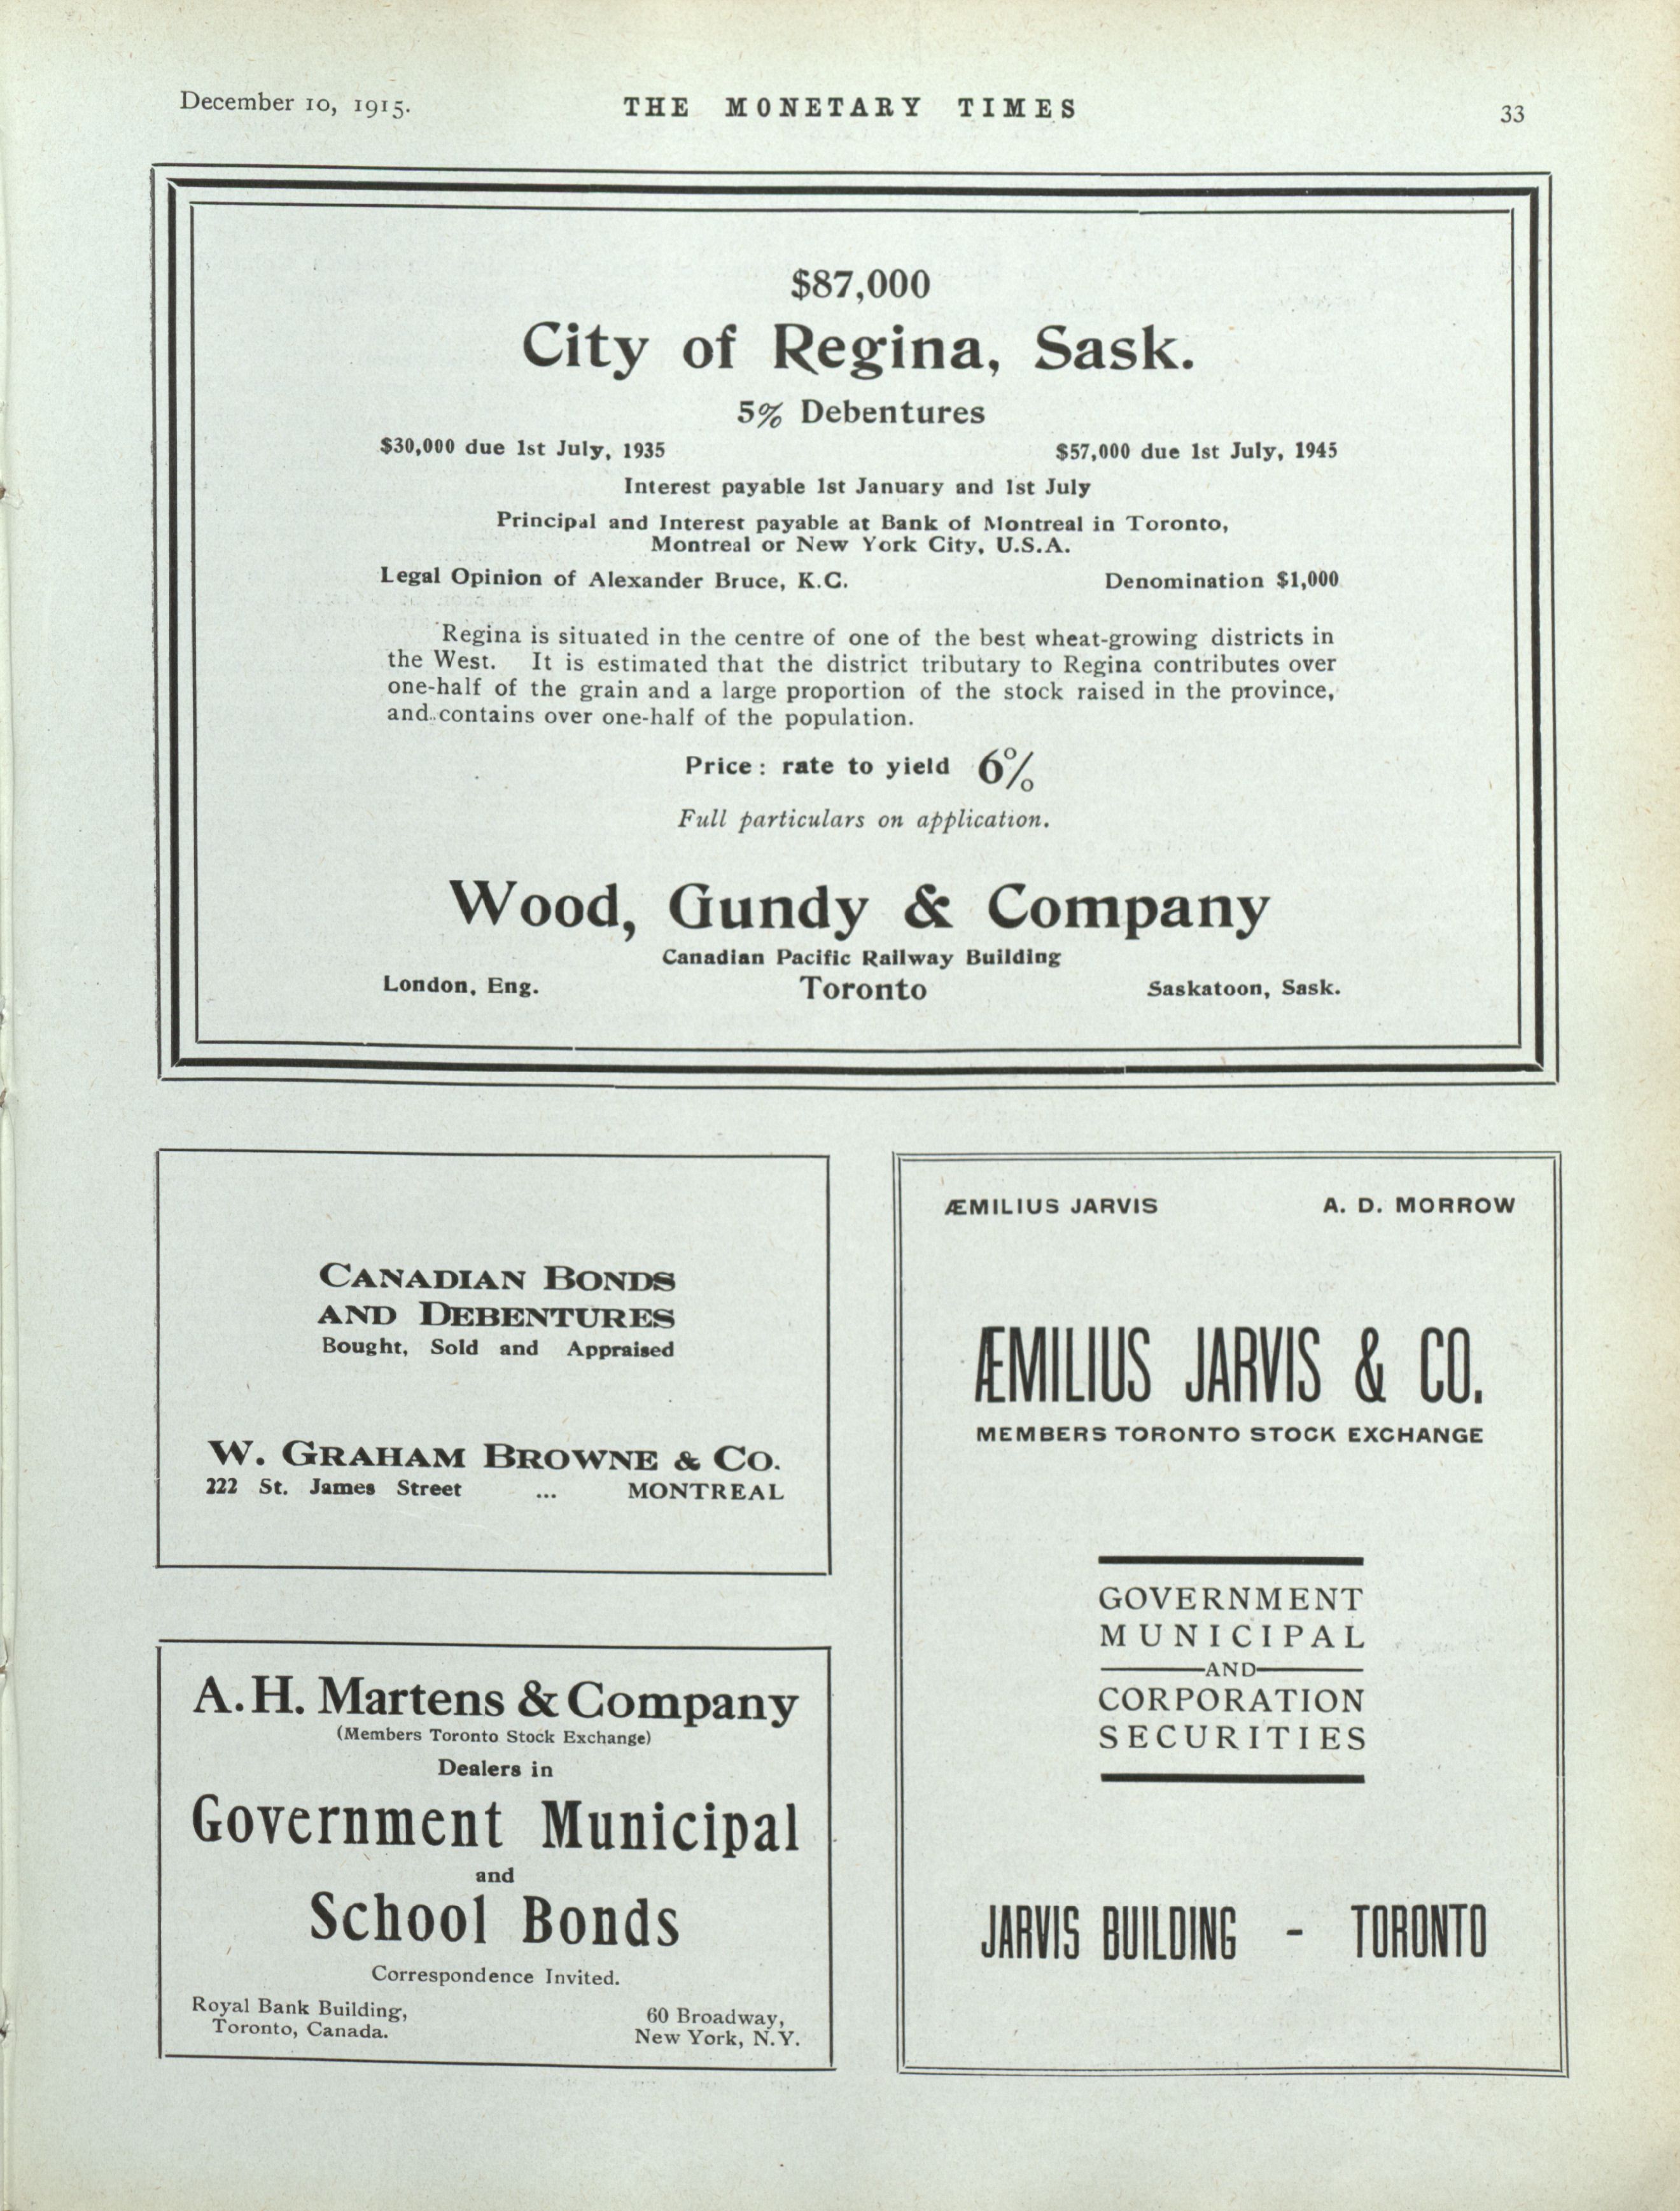 December 10, 1915.
THE MONETARY TIMES
33
$87,000
City of Regina, Sask.
5% Debentures
$30,000 due 1st July, 1935 $57,000 due 1st July, 1945
Interest payable 1st January and 1st July
Principal and Interest payable at Bank of Montreal in Toronto,
Montreal or New York City, U.S.A.
Legal Opinion of Alexander Bruce, K.C. Denomination $1,000
Regina is situated in the centre of one of the best wheat-growing districts in
the West. It is estimated that the district tributary to Regina contributes over
one-half of the grain and a large proportion of the stock raised in the province,
and contains over one-half of the population.
Price: rate to yield 6%
Full particulars on application.
Wood, Gundy & Company
Canadian Pacific Railway Building
London, Eng. Toronto Saskatoon, Sask.
CANADIAN BONDS
AND DEBENTURES
Bought, Sold and Appraised
W. GRAHAM BROWNE & CO.
222 St. James Street ... MONTREAL
A. H. Martens & Company
(Members Toronto Stock Exchange)
Dealers in
Government Municipal
and
School Bonds
Correspondence Invited.
Royal Bank Building,
Toronto, Canada.
60 Broadway,
New York, N.Y.
ÆMILIUS JARVIS A. D. MORROW
ÆMILIUS JARVIS & CO.
MEMBERS TORONTO STOCK EXCHANGE
GOVERNMENT
MUNICIPAL
AND
CORPORATION
SECURITIES
JARVIS BUILDING - TORONTO